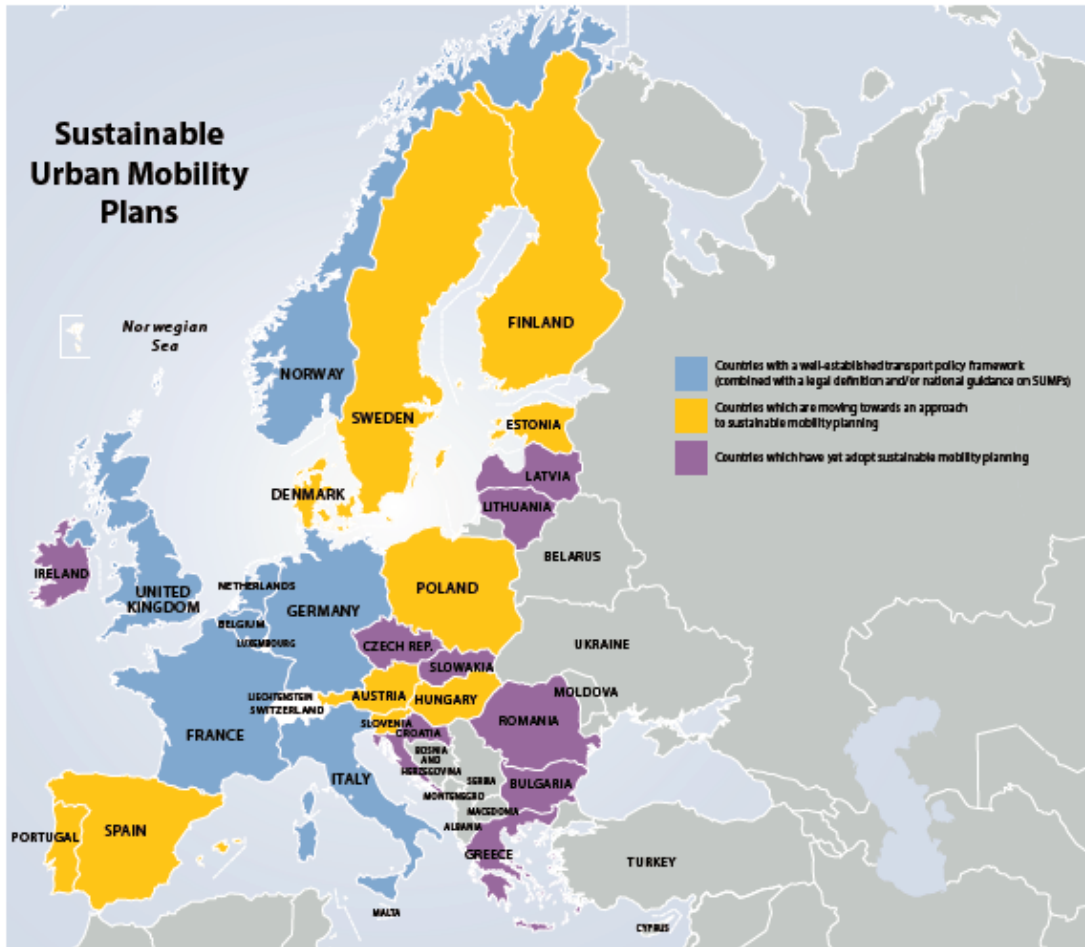 Sustainable
Urban Mobility
Plans
Norwegian
Sea
FINLAND
NORWAY
SWEDEN
ESTONIA
DENMARK
LATVIA
LITHUANIA
IRELAND
UNITED
KINGDOM
NETHERLANDS
BELGIUM
LUXEMBOURG
GERMANY
POLAND
BELARUS
CZECH REP.
SLOWAKIA
UKRAINE
LIECHTENSTEIN
SWITZERLAND
AUSTRIA
HUNGARY
MOLDOVA
FRANCE
SLOVENIA
CROATIA
ROMANIA
BOSNIA
AND
HERZEGOVINA
SERBIA
ITALY
BULGARIA
MONTENEGRO
MACEDONIA
ALBANIA
PORTUGAL
SPAIN
GREECE
TURKEY
MALTA
CYPRUS
Countries with a well-established transport policy framework
(combined with a legal definition and/or national guidance on SUMPs)
Countries which are moving towards an approach
to sustainable mobility planning
Countries which have yet adopt sustainable mobility planning